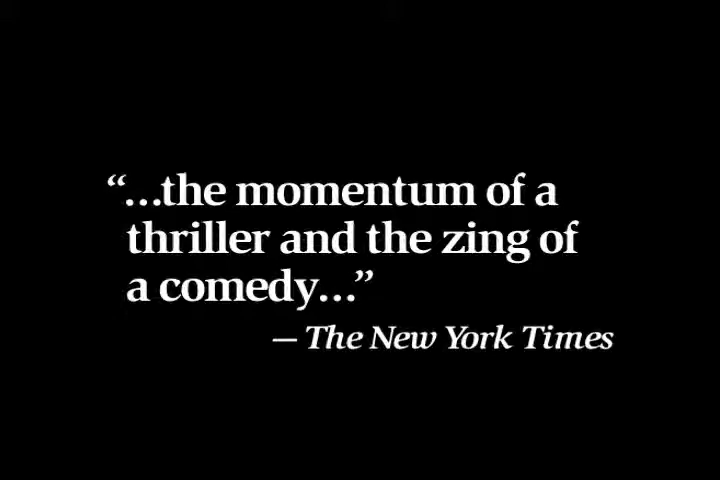 “...the momentum of a
thriller and the zing of
a comedy...”
— The New York Times